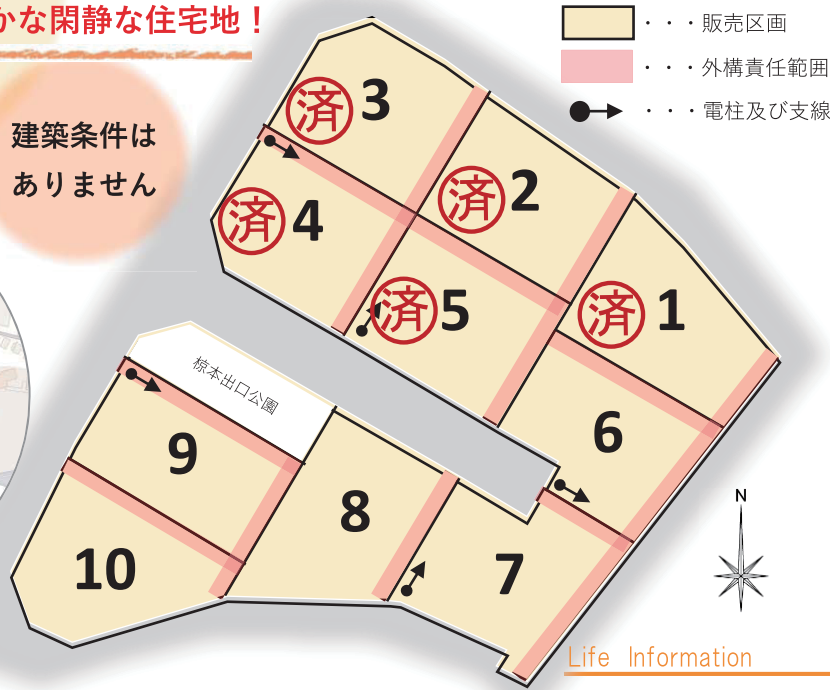 かな閑静な住宅地！
・・・販売区画
・・・外構責任範囲
・・・電柱及び支線
建築条件は
ありません
済 3
済 2
済 4
済 5
済 1
椋本出口公園
6
9
8
10
7
N
Life Information